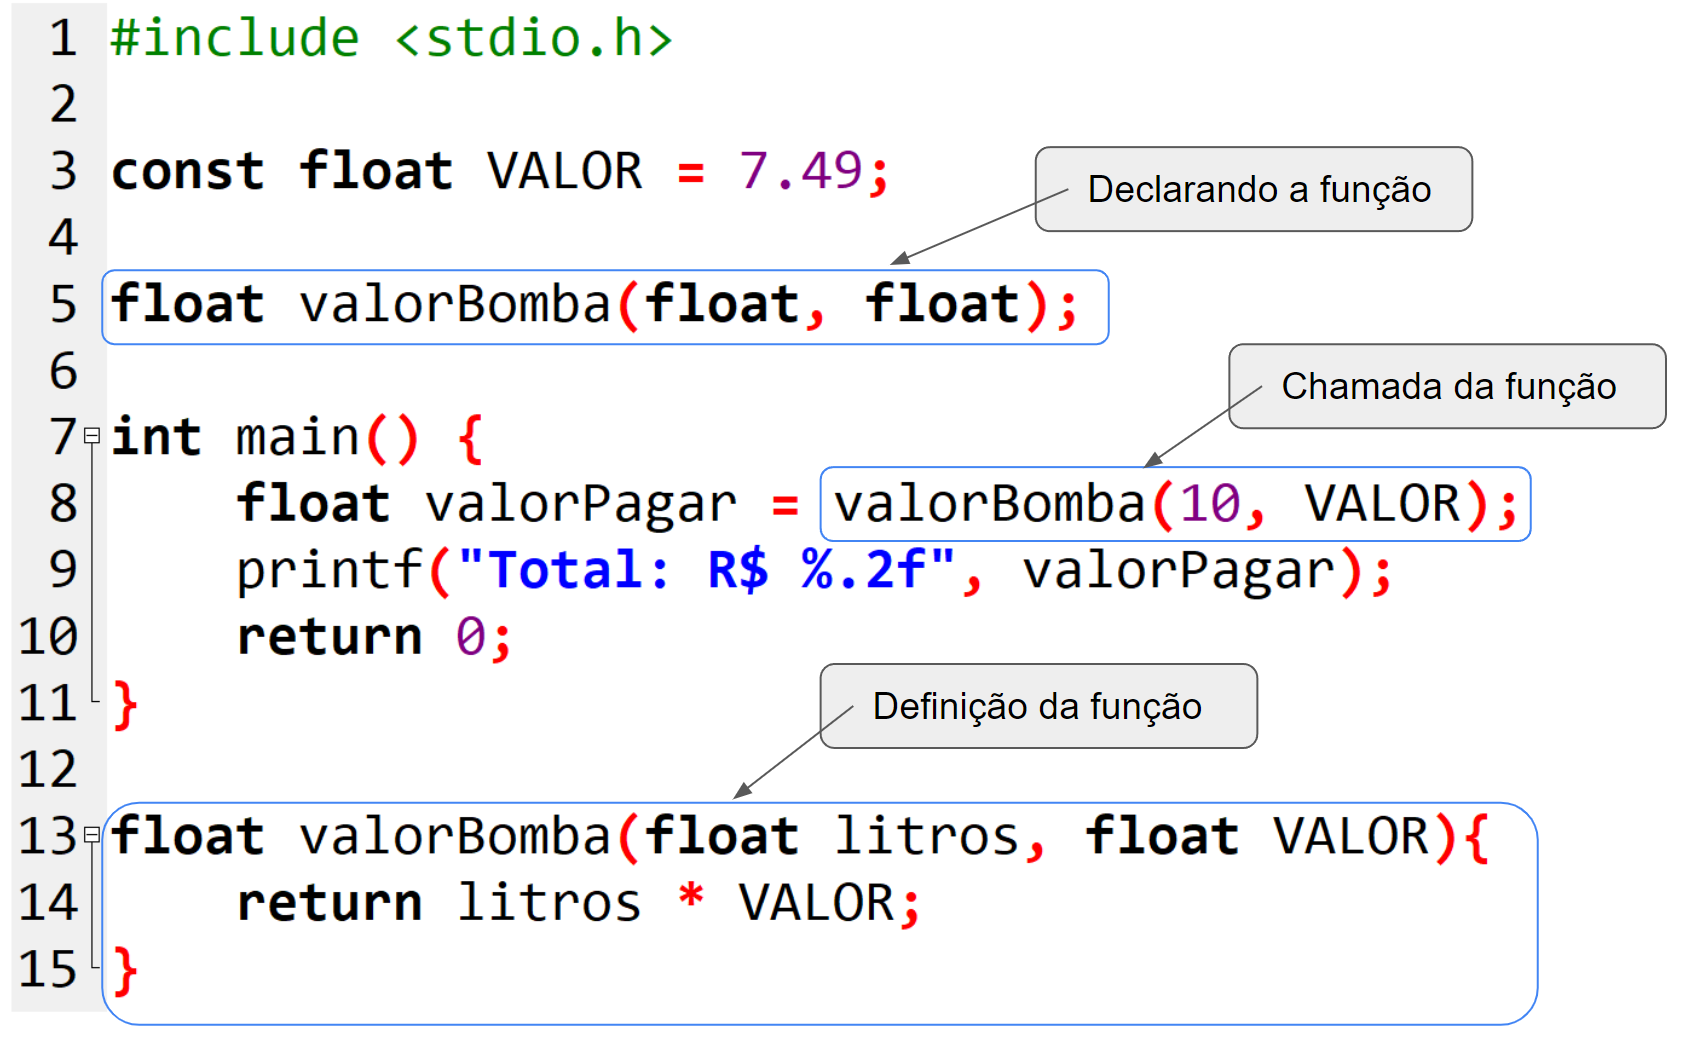 1 #include <stdio.h>
2
3 const float VALOR = 7.49;
Declarando a função
4
5 float valorBomba(float, float);
6
Chamada da função
7 int main() {
8 float valorPagar = valorBomba(10, VALOR);
9 printf("Total: R$ %.2f", valorPagar);
10 return 0;
11 }
Definição da função
12
13 float valorBomba(float litros, float VALOR){
14 return litros * VALOR;
15 }